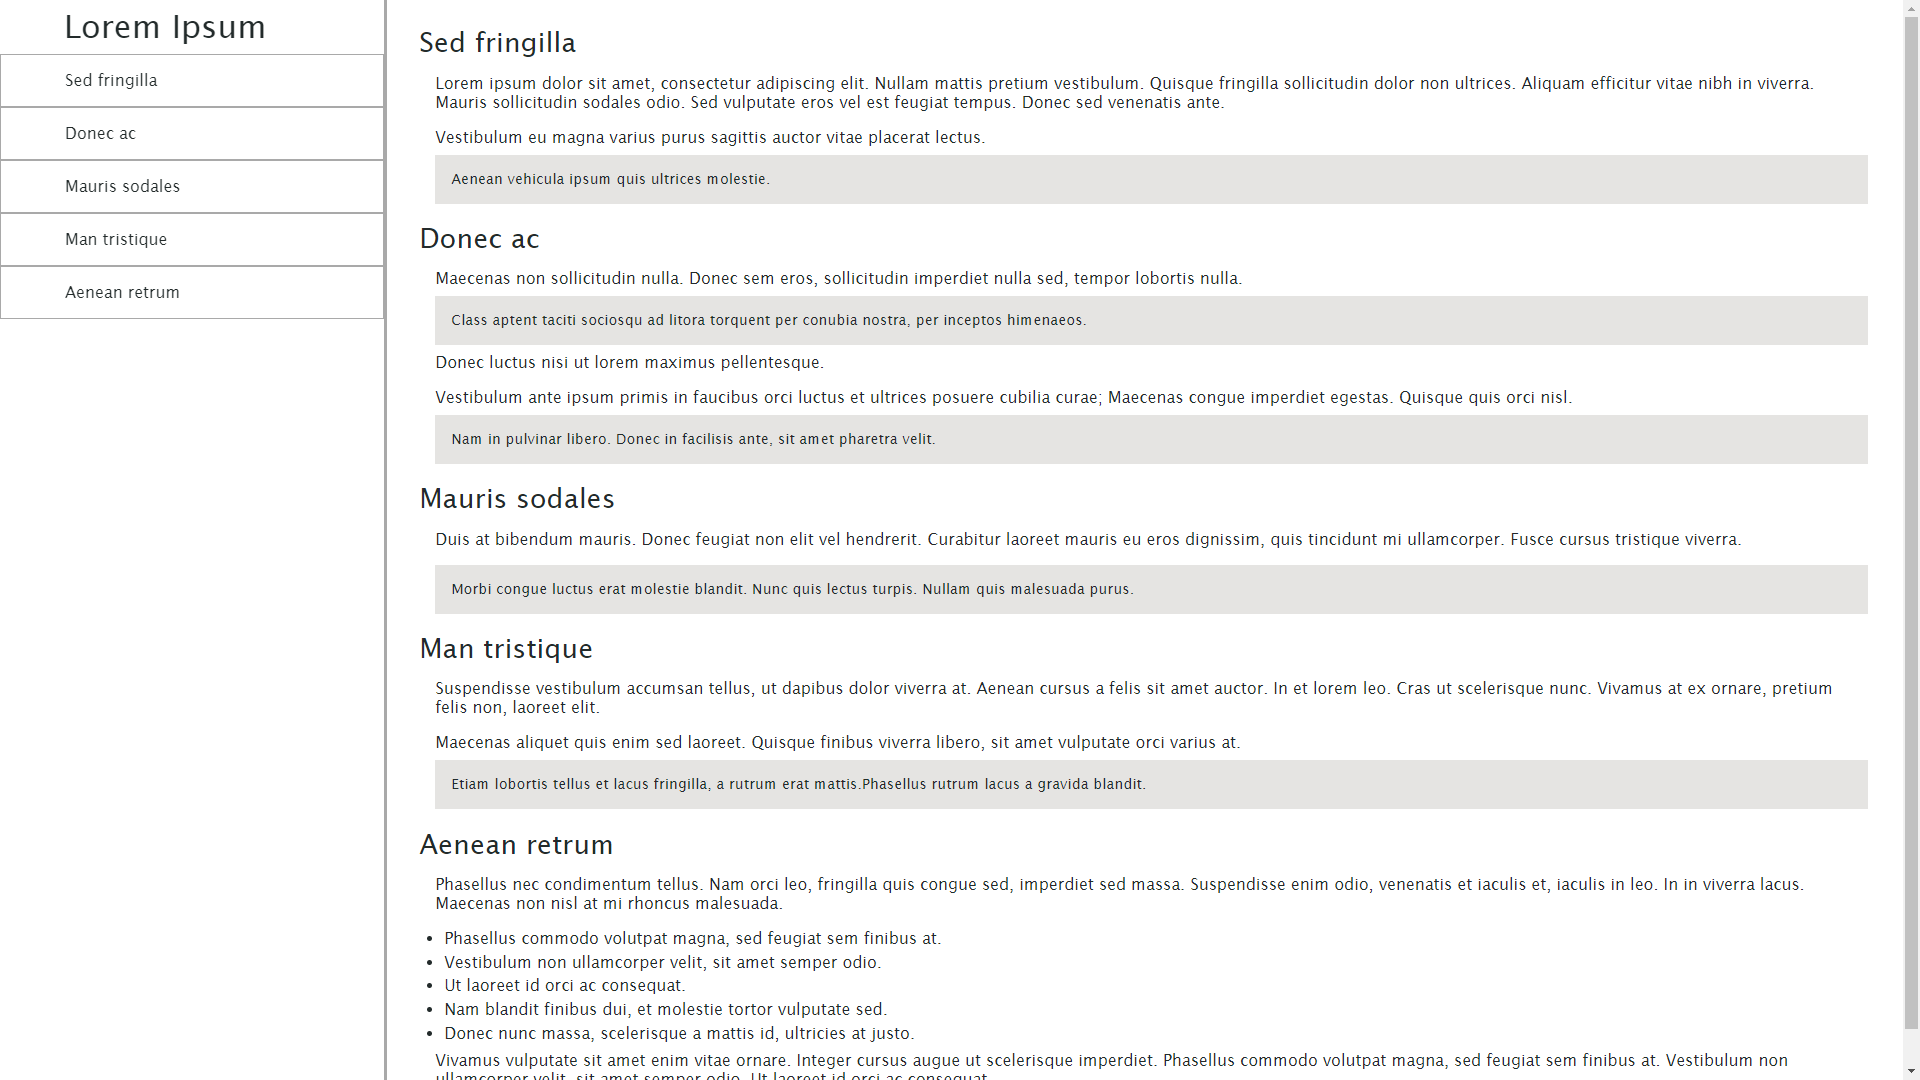 Lorem Ipsum
Sed fringilla
Donec ac
Mauris sodales
Man tristique
Aenean retrum
Sed fringilla
Lorem ipsum dolor sit amet, consectetur adipiscing elit. Nullam mattis pretium vestibulum. Quisque fringilla sollicitudin dolor non ultrices. Aliquam efficitur vitae nibh in viverra.
Mauris sollicitudin sodales odio. Sed vulputate eros vel est feugiat tempus. Donec sed venenatis ante.
Vestibulum eu magna varius purus sagittis auctor vitae placerat lectus.
Aenean vehicula ipsum quis ultrices molestie.
Donec ac
Maecenas non sollicitudin nulla. Donec sem eros, sollicitudin imperdiet nulla sed, tempor lobortis nulla.
Class aptent taciti sociosqu ad litora torquent per conubia nostra, per inceptos himenaeos.
Donec luctus nisi ut lorem maximus pellentesque.
Vestibulum ante ipsum primis in faucibus orci luctus et ultrices posuere cubilia curae; Maecenas congue imperdiet egestas. Quisque quis orci nisl.
Nam in pulvinar libero. Donec in facilisis ante, sit amet pharetra velit.
Mauris sodales
Duis at bibendum mauris. Donec feugiat non elit vel hendrerit. Curabitur laoreet mauris eu eros dignissim, quis tincidunt mi ullamcorper. Fusce cursus tristique viverra.
Morbi congue luctus erat molestie blandit. Nunc quis lectus turpis. Nullam quis malesuada purus.
Man tristique
Suspendisse vestibulum accumsan tellus, ut dapibus dolor viverra at. Aenean cursus a felis sit amet auctor. In et lorem leo. Cras ut scelerisque nunc. Vivamus at ex ornare, pretium
felis non, laoreet elit.
Maecenas aliquet quis enim sed laoreet. Quisque finibus viverra libero, sit amet vulputate orci varius at.
Etiam lobortis tellus et lacus fringilla, a rutrum erat mattis.Phasellus rutrum lacus a gravida blandit.
Aenean retrum
Phasellus nec condimentum tellus. Nam orci leo, fringilla quis congue sed, imperdiet sed massa. Suspendisse enim odio, venenatis et iaculis et, iaculis in leo. In in viverra lacus.
Maecenas non nisl at mi rhoncus malesuada.
• Phasellus commodo volutpat magna, sed feugiat sem finibus at.
• Vestibulum non ullamcorper velit, sit amet semper odio.
• Ut laoreet id orci ac consequat.
• Nam blandit finibus dui, et molestie tortor vulputate sed.
• Donec nunc massa, scelerisque a mattis id, ultricies at justo.
Vivamus vulputate sit amet enim vitae ornare. Integer cursus augue ut scelerisque imperdiet. Phasellus commodo volutpat magna, sed feugiat sem finibus at. Vestibulum non
ullamcorper velit, sit amet semper odio. Ut laoreet id orci ac consequat.